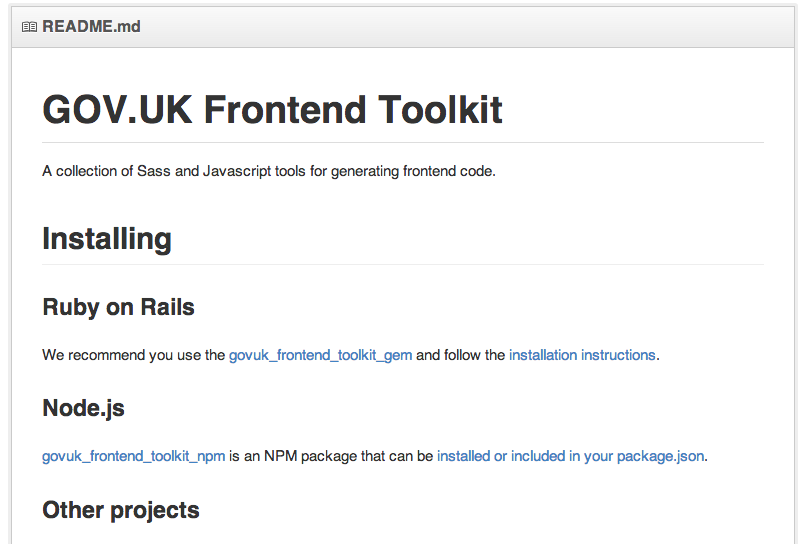 README.md
GOV.UK Frontend Toolkit
A collection of Sass and Javascript tools for generating frontend code.
Installing
Ruby on Rails
We recommend you use the govuk_frontend_toolkit_gem and follow the installation instructions.
Node.js
govuk_frontend_toolkit_npm is an NPM package that can be installed or included in your package.json.
Other projects